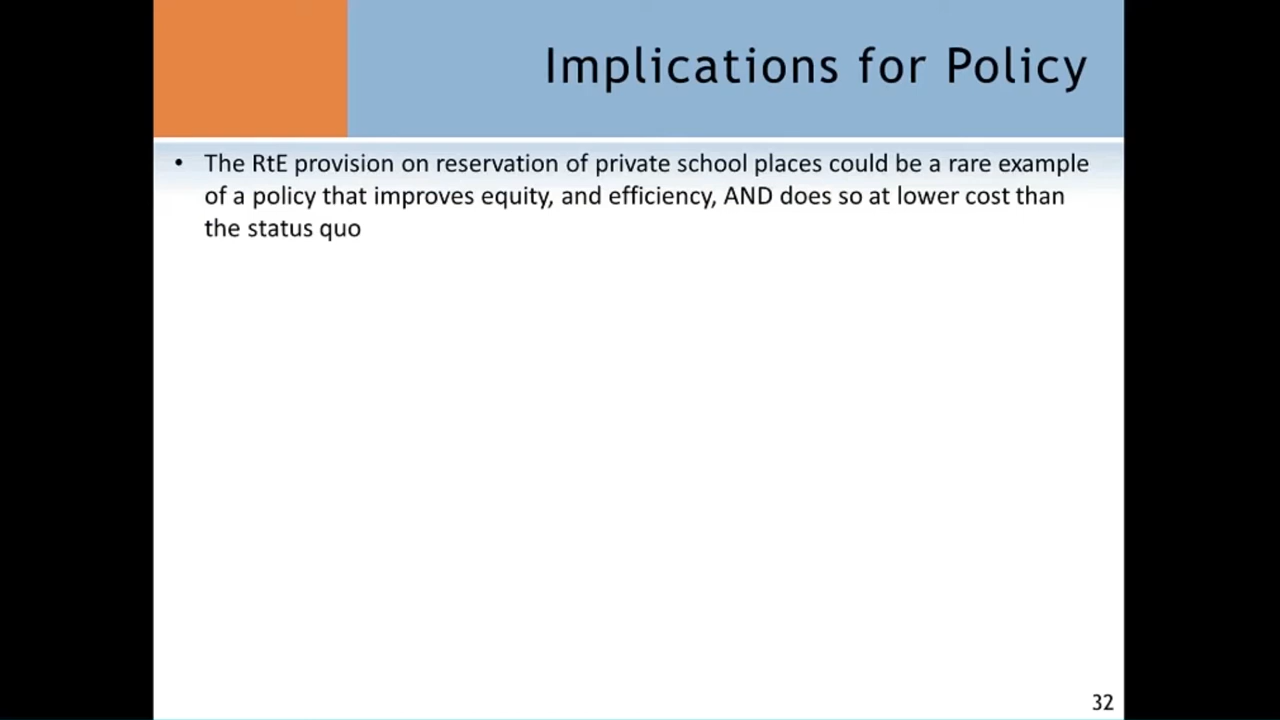 Implications for Policy
• The RtE provision on reservation of private school places could be a rare example
of a policy that improves equity, and efficiency, AND does so at lower cost than
the status quo
32